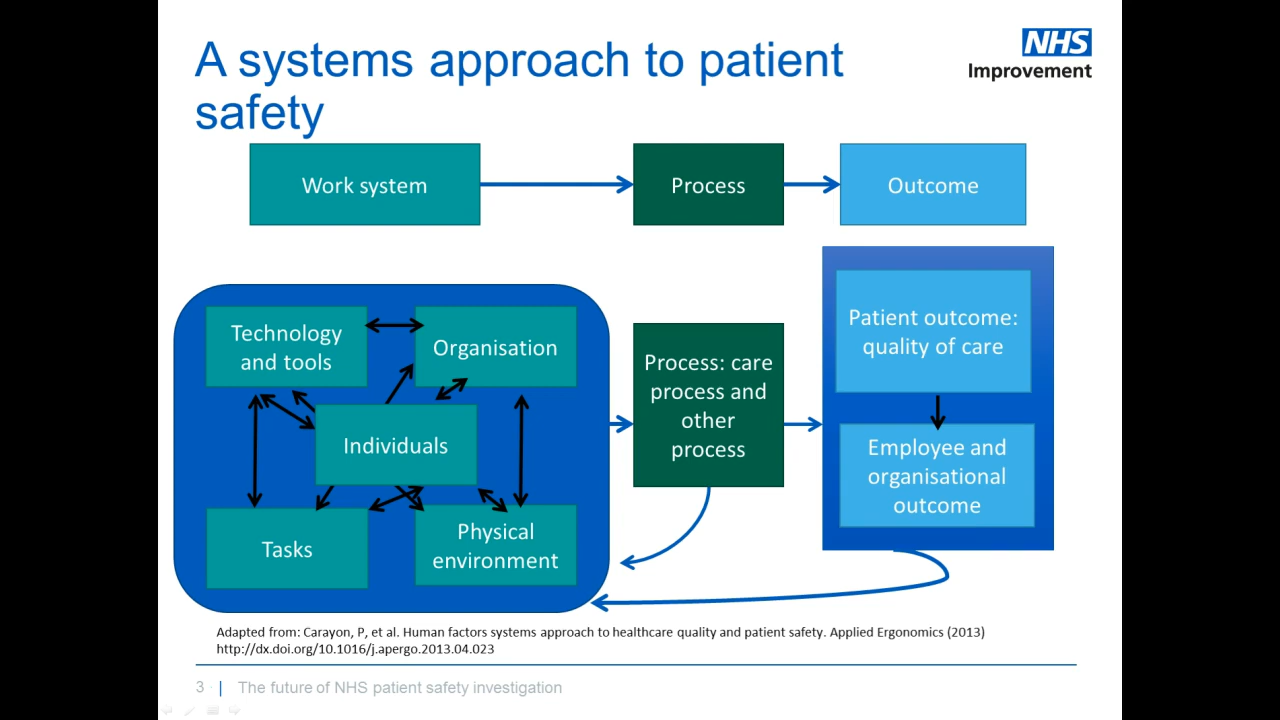 A systems approach to patient
safety
NHS
Improvement
Work system
Process
Outcome
Technology
and tools
Organisation
Individuals
Tasks
Physical
environment
Process: care
process and
other
process
Patient outcome:
quality of care
Employee and
organisational
outcome
Adapted from: Carayon, P, et al. Human factors systems approach to healthcare quality and patient safety. Applied Ergonomics (2013)
http://dx.doi.org/10.1016/j.apergo.2013.04.023
3 | The future of NHS patient safety investigation